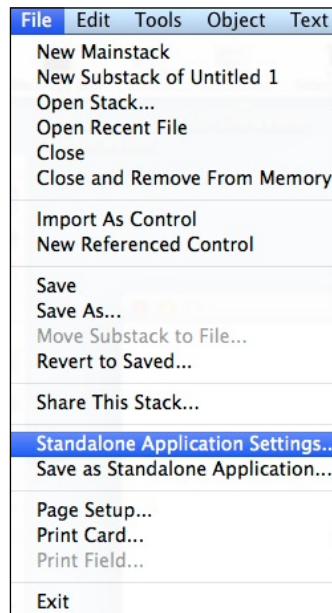 File Edit Tools Object Text
New Mainstack
New Substack of Untitled 1
Open Stack...
Open Recent File
Close
Close and Remove From Memory
Import As Control
New Referenced Control
Save
Save As...
Move Substack to File...
Revert to Saved...
Share This Stack...
Standalone Application Settings..
Save as Standalone Application...
Page Setup...
Print Card...
Print Field...
Exit